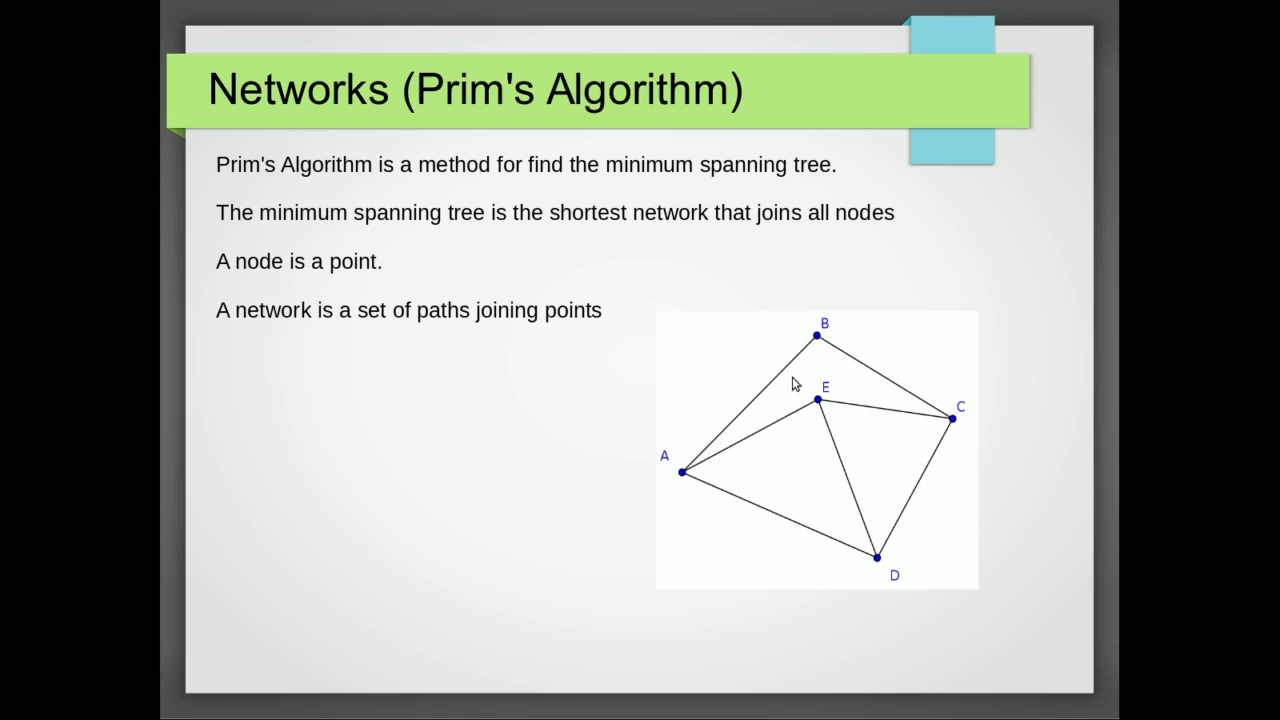 Networks (Prim's Algorithm)
Prim's Algorithm is a method for find the minimum spanning tree.
The minimum spanning tree is the shortest network that joins all nodes
A node is a point.
A network is a set of paths joining points
B
E
C
A
D